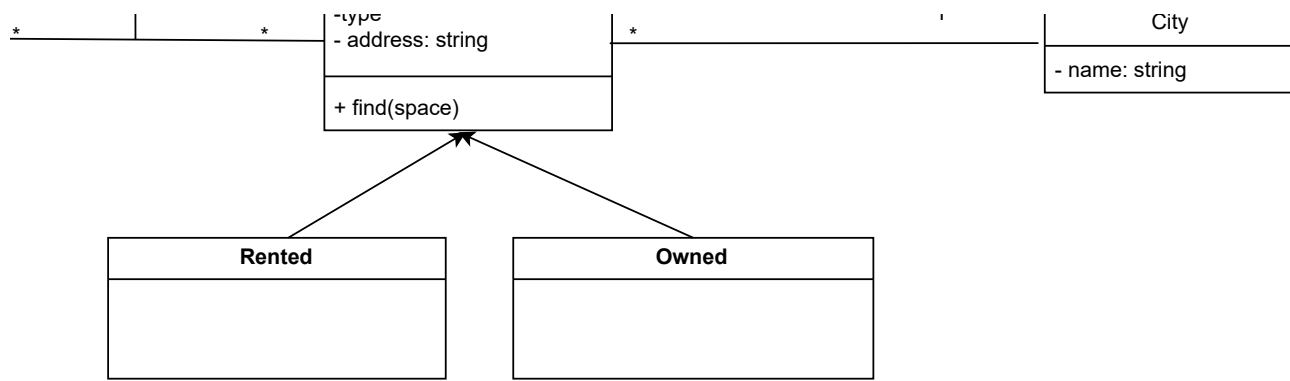 -type
* * - address: string * City
- name: string
+ find(space)
Rented Owned